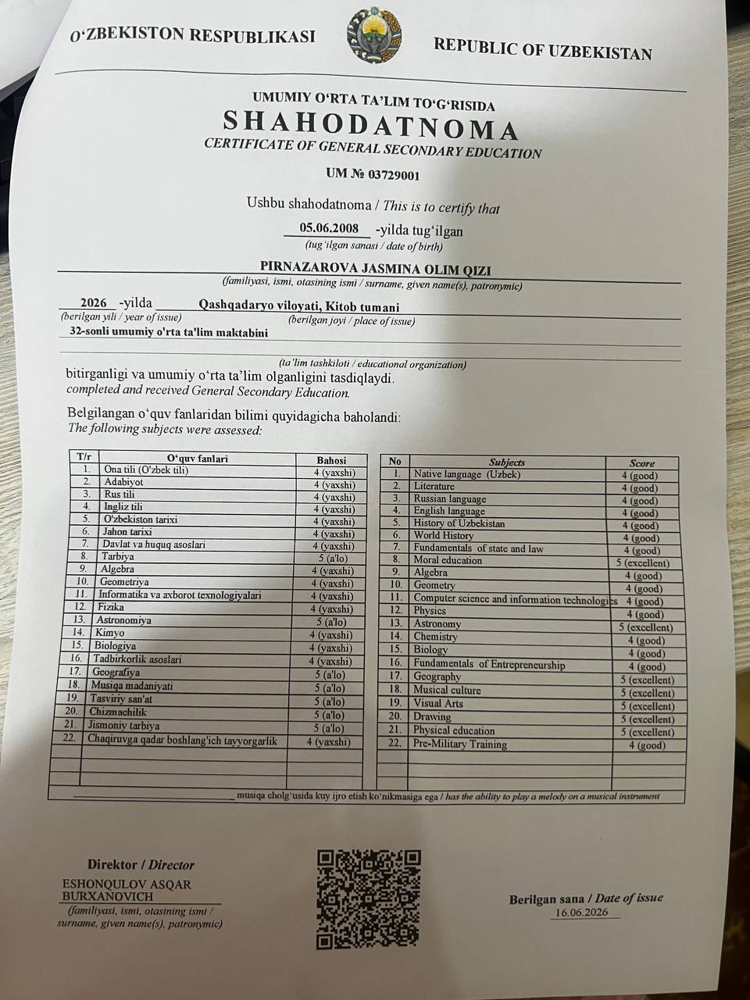 O‘ZBEKISTON RESPUBLIKASI
REPUBLIC OF UZBEKISTAN
UMUMIY O‘RTA TA’LIM TO‘G‘RISIDA
SHAHODATNOMA
CERTIFICATE OF GENERAL SECONDARY EDUCATION
UM № 03729001
Ushbu shahodatnoma / This is to certify that
05.06.2008 -yilda tug‘ilgan
(tug‘ilgan sanasi / date of birth)
PIRNAZAROVA JASMINA OLIM QIZI
(familiyasi, ismi, otasining ismi / surname, given name(s), patronymic)
2026 -yilda Qashqadaryo viloyati, Kitob tumani
(berilgan yili / year of issue) (berilgan joyi / place of issue)
32-sonli umumiy o'rta ta'lim maktabini
(ta’lim tashkiloti / educational organization)
bitirganligi va umumiy o‘rta ta’lim olganligini tasdiqlaydi.
completed and received General Secondary Education.
Belgilangan o‘quv fanlaridan bilimi quyidagicha baholandi:
The following subjects were assessed:
T/r O‘quv fanlari Bahosi
1. Ona tili (O'zbek tili) 4 (yaxshi)
2. Adabiyot 4 (yaxshi)
3. Rus tili 4 (yaxshi)
4. Ingliz tili 4 (yaxshi)
5. O'zbekiston tarixi 4 (yaxshi)
6. Jahon tarixi 4 (yaxshi)
7. Davlat va huquq asoslari 4 (yaxshi)
8. Tarbiya 5 (a'lo)
9. Algebra 4 (yaxshi)
10. Geometriya 4 (yaxshi)
11. Informatika va axborot texnologiyalari 4 (yaxshi)
12. Fizika 4 (yaxshi)
13. Astronomiya 5 (a'lo)
14. Kimyo 4 (yaxshi)
15. Biologiya 4 (yaxshi)
16. Tadbirkorlik asoslari 4 (yaxshi)
17. Geografiya 5 (a'lo)
18. Musiqa madaniyati 5 (a'lo)
19. Tasviriy san'at 5 (a'lo)
20. Chizmachilik 5 (a'lo)
21. Jismoniy tarbiya 5 (a'lo)
22. Chaqiruvga qadar boshlang'ich tayyorgarlik 4 (yaxshi)
No Subjects Score
1. Native language (Uzbek) 4 (good)
2. Literature 4 (good)
3. Russian language 4 (good)
4. English language 4 (good)
5. History of Uzbekistan 4 (good)
6. World History 4 (good)
7. Fundamentals of state and law 4 (good)
8. Moral education 5 (excellent)
9. Algebra 4 (good)
10. Geometry 4 (good)
11. Computer science and information technologies 4 (good)
12. Physics 4 (good)
13. Astronomy 5 (excellent)
14. Chemistry 4 (good)
15. Biology 4 (good)
16. Fundamentals of Entrepreneurship 4 (good)
17. Geography 5 (excellent)
18. Musical culture 5 (excellent)
19. Visual Arts 5 (excellent)
20. Drawing 5 (excellent)
21. Physical education 5 (excellent)
22. Pre-Military Training 4 (good)
musiqa cholg‘usida kuy ijro etish ko‘nikmasiga ega / has the ability to play a melody on a musical instrument
Direktor / Director
ESHONQULOV ASQAR
BURXANOVICH
(familiyasi, ismi, otasining ismi /
surname, given name(s), patronymic)
Berilgan sana / Date of issue
16.06.2026